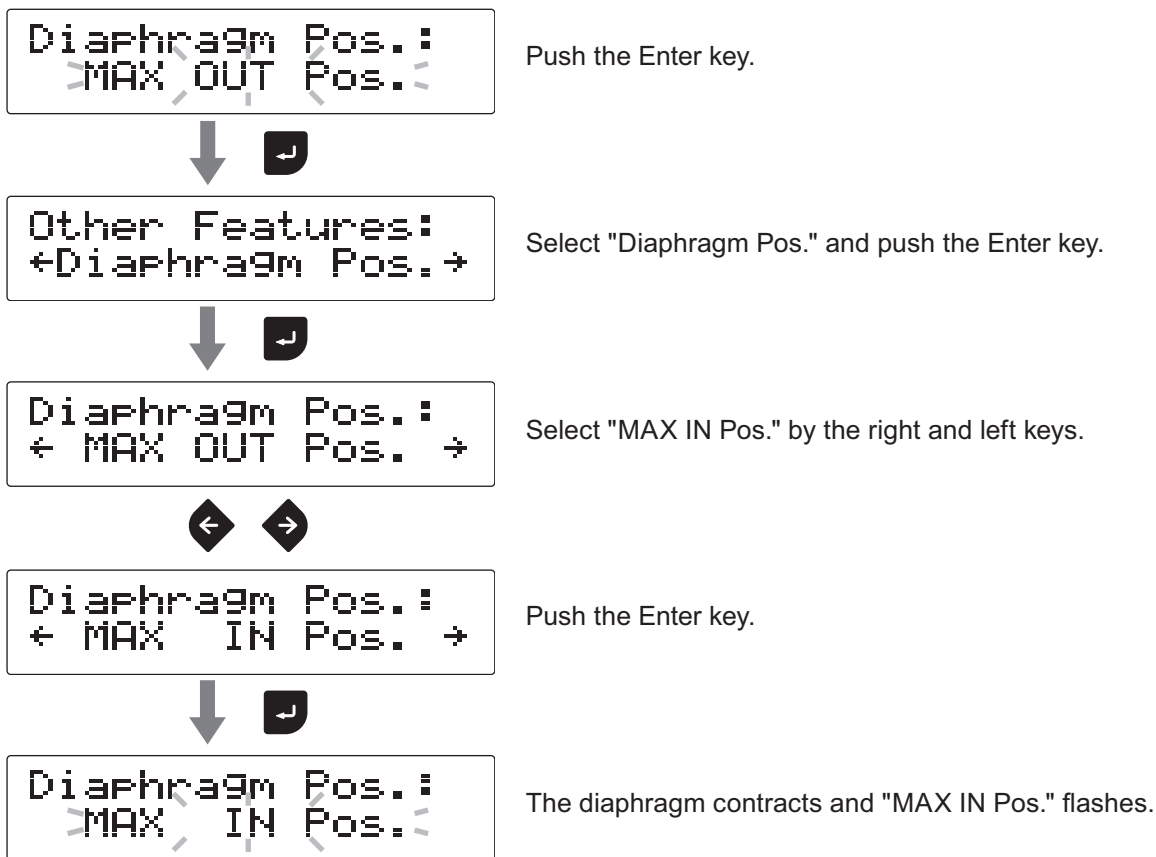 Diaphragm Pos.:
MAX OUT Pos.
Push the Enter key.
Other Features:
←Diaphragm Pos.→
Select "Diaphragm Pos." and push the Enter key.
Diaphragm Pos.:
← MAX OUT Pos. →
Select "MAX IN Pos." by the right and left keys.
Diaphragm Pos.:
← MAX IN Pos. →
Push the Enter key.
Diaphragm Pos.:
MAX IN Pos.
The diaphragm contracts and "MAX IN Pos." flashes.